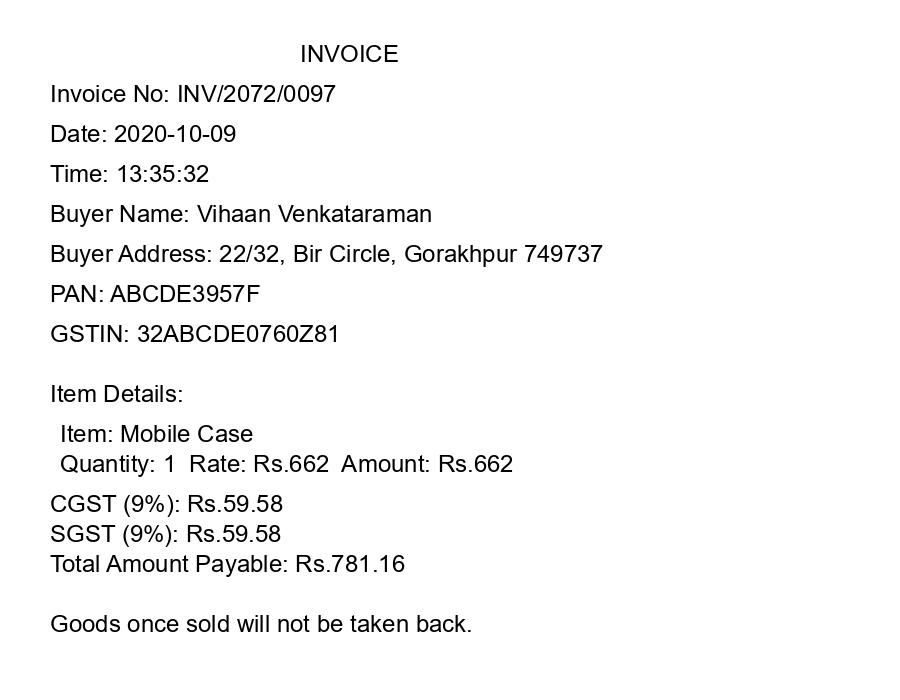 INVOICE
Invoice No: INV/2072/0097
Date: 2020-10-09
Time: 13:35:32
Buyer Name: Vihaan Venkataraman
Buyer Address: 22/32, Bir Circle, Gorakhpur 749737
PAN: ABCDE3957F
GSTIN: 32ABCDE0760Z81
Item Details:
Item: Mobile Case
Quantity: 1  Rate: Rs.662  Amount: Rs.662
CGST (9%): Rs.59.58
SGST (9%): Rs.59.58
Total Amount Payable: Rs.781.16
Goods once sold will not be taken back.